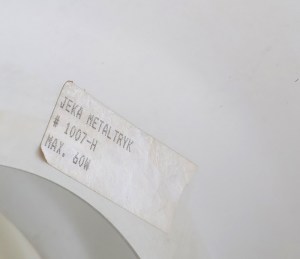 JEKA METALTRYK
# 1007-H
MAX. 60W